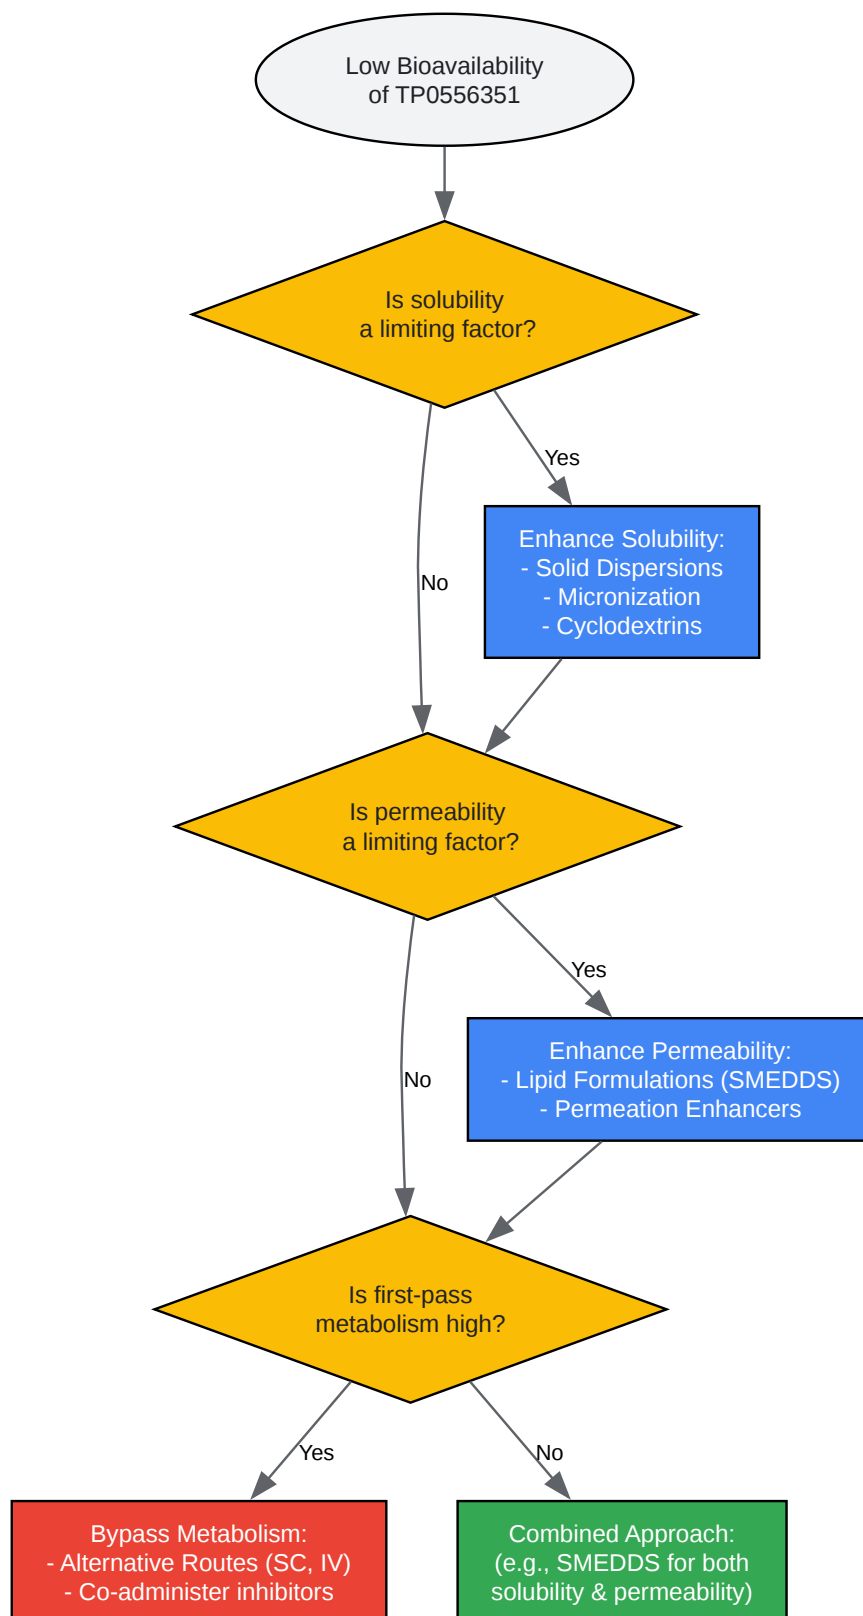 Low Bioavailability
of TP0556351
Is solubility
a limiting factor?
Yes
Enhance Solubility:
- Solid Dispersions
- Micronization
- Cyclodextrins
No
Is permeability
a limiting factor?
Yes
Enhance Permeability:
- Lipid Formulations (SMEDDS)
- Permeation Enhancers
No
Is first-pass
metabolism high?
Yes
No
Bypass Metabolism:
- Alternative Routes (SC, IV)
- Co-administer inhibitors
Combined Approach:
(e.g., SMEDDS for both
solubility & permeability)